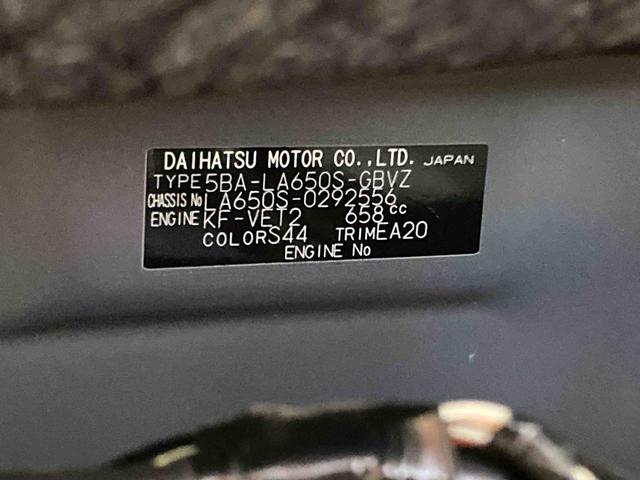 DAIHATSU MOTOR CO.,LTD. JAPAN
TYPE 5BA-LA650S-GBVZ
CHASSIS No LA650S-0292556
ENGINE KF-VET2 658cc
COLOR S44 TRIM EA20
ENGINE No